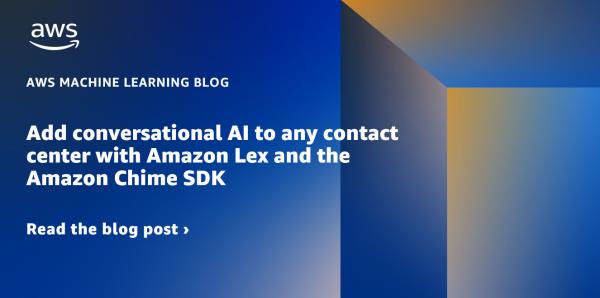 aws
AWS MACHINE LEARNING BLOG
Add conversational AI to any contact
center with Amazon Lex and the
Amazon Chime SDK
Read the blog post ›